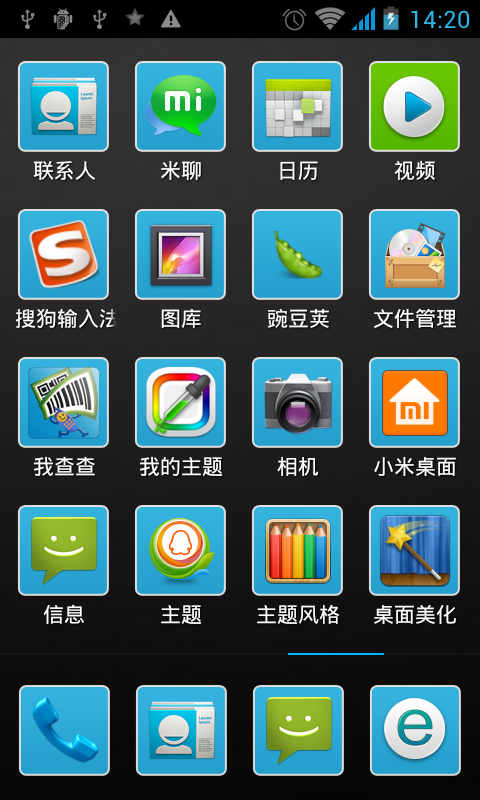 14:20
联系人
mi
米聊
日历
视频
S
搜狗输入法
图库
豌豆荚
文件管理
我查查
我的主题
相机
mi
小米桌面
信息
主题
主题风格
桌面美化
e